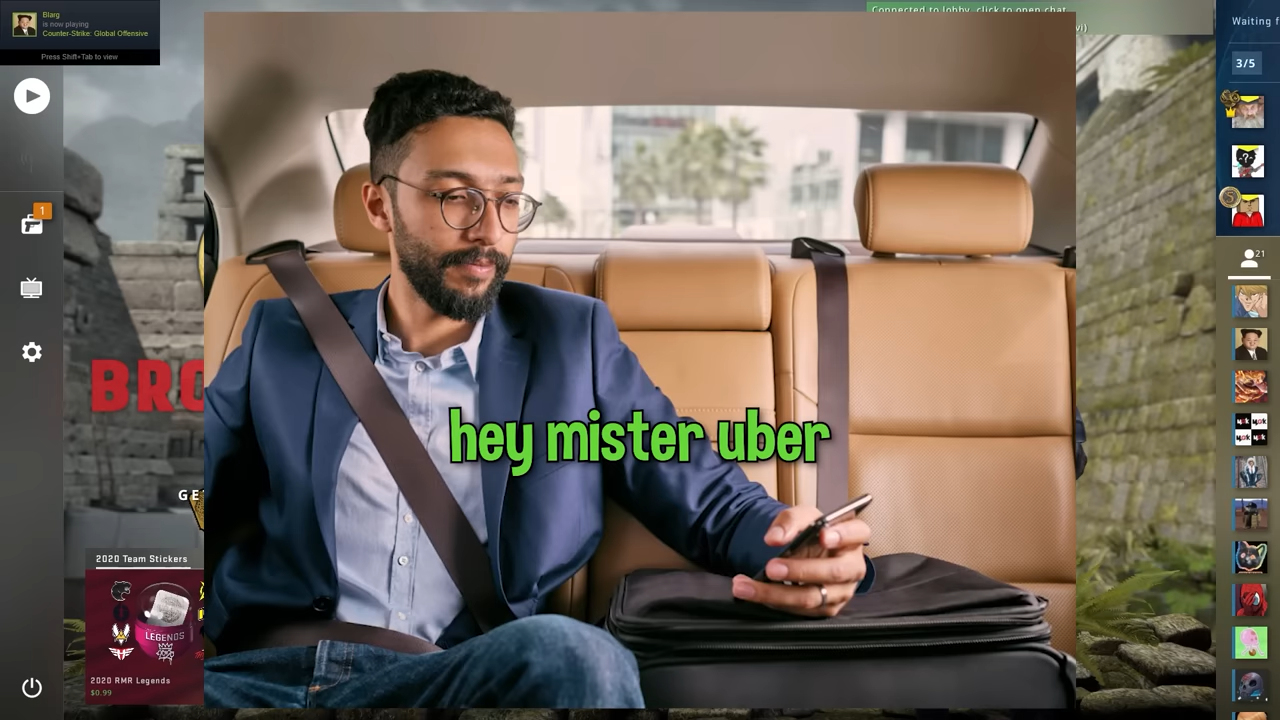 Blarg
is now playing
Counter-Strike: Global Offensive
Press Shift+Tab to view
Connected to lobby, click to open chat
vi)
Waiting f
3/5
1
21
BRO
hey mister uber
GE
2020 Team Stickers
LEGENDS
2020 RMR Legends
$0.99